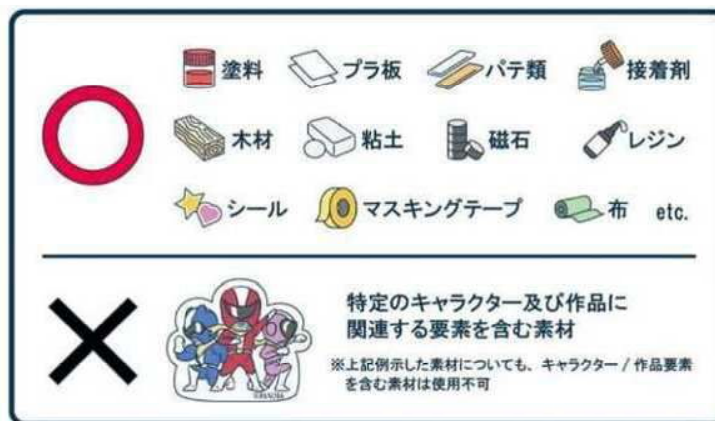 塗料 プラ板 パテ類 接着剤
木材 粘土 磁石 レジン
シール マスキングテープ 布 etc.
特定のキャラクター及び作品に
関連する要素を含む素材
※上記例示した素材についても、キャラクター / 作品要素
を含む素材は使用不可